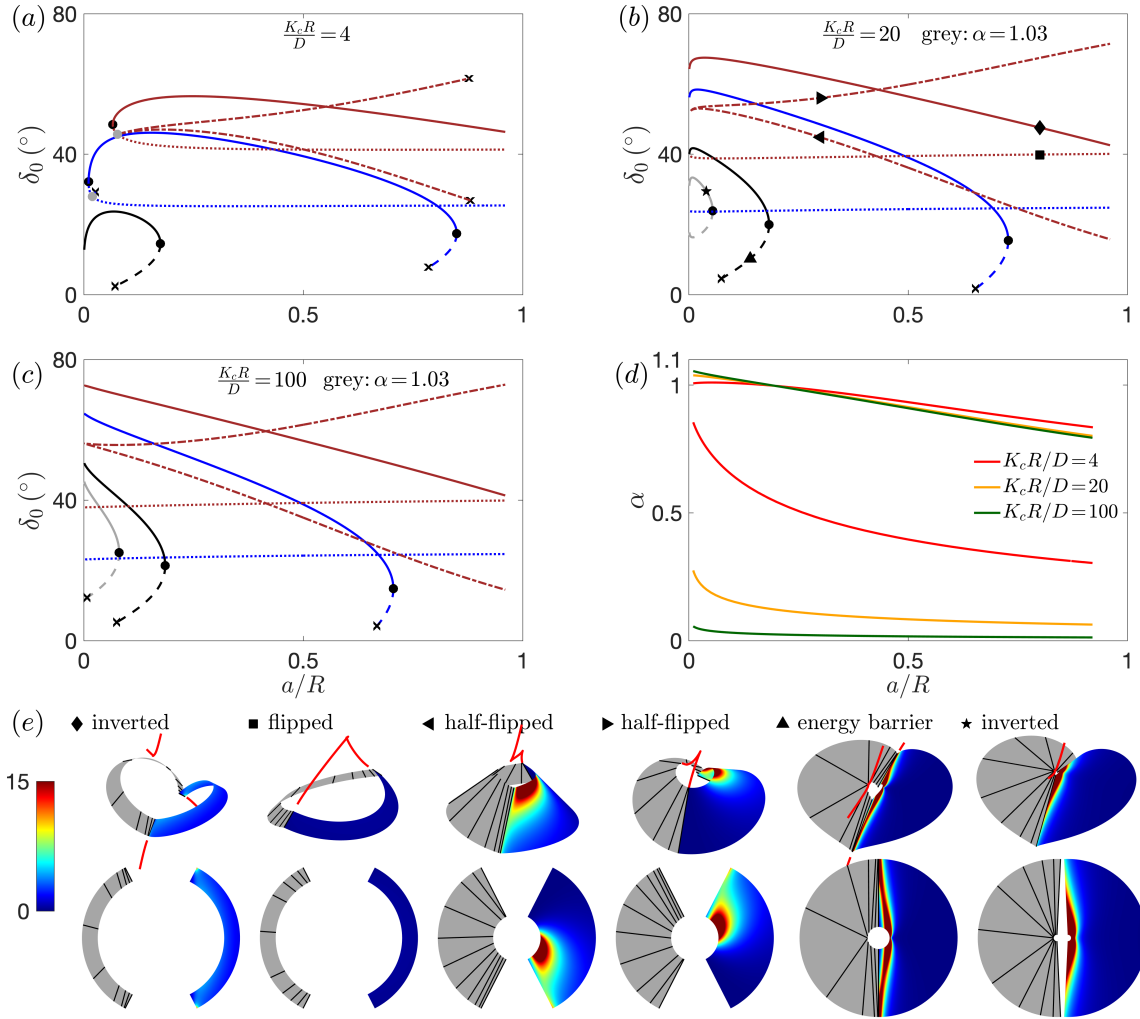 (a)
80
40
0
δ₀ (°)
K_cR/D = 4
0
0.5
1
(b)
80
40
0
δ₀ (°)
K_cR/D = 20 grey: α = 1.03
0
0.5
1
(c)
80
40
0
δ₀ (°)
K_cR/D = 100 grey: α = 1.03
0
0.5
1
a/R
(d)
1.1
1
0.5
0
α
K_cR/D = 4
K_cR/D = 20
K_cR/D = 100
0
0.5
1
a/R
(e)
♦ inverted ■ flipped ◀ half-flipped ▶ half-flipped ▲ energy barrier ★ inverted
15
0